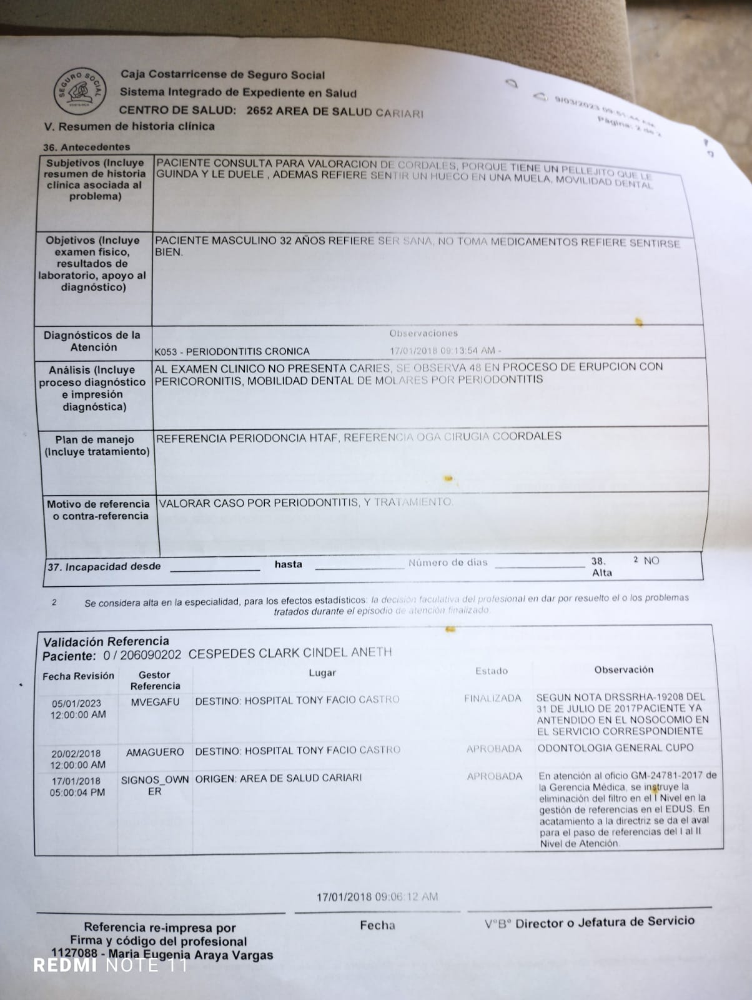 SEGURO SOCIAL
Caja Costarricense de Seguro Social
Sistema Integrado de Expediente en Salud
CENTRO DE SALUD: 2652 AREA DE SALUD CARIARI
9/03/2023 09:51:44
Página: 2 de 2
V. Resumen de historia clínica
36. Antecedentes
Subjetivos (Incluye
resumen de historia
clínica asociada al
problema)
PACIENTE CONSULTA PARA VALORACION DE CORDALES, PORQUE TIENE UN PELLEJITO QUE LE
GUINDA Y LE DUELE , ADEMAS REFIERE SENTIR UN HUECO EN UNA MUELA, MOVILIDAD DENTAL
Objetivos (Incluye
examen fisico,
resultados de
laboratorio, apoyo al
diagnóstico)
PACIENTE MASCULINO 32 AÑOS REFIERE SER SANA, NO TOMA MEDICAMENTOS REFIERE SENTIRSE
BIEN.
Diagnósticos de la
Atención
Observaciones
K053 - PERIODONTITIS CRONICA 17/01/2018 09:13:54 AM -
Análisis (Incluye
proceso diagnóstico
e impresión
diagnóstica)
AL EXAMEN CLINICO NO PRESENTA CARIES, SE OBSERVA 48 EN PROCESO DE ERUPCION CON
PERICORONITIS, MOBILIDAD DENTAL DE MOLARES POR PERIODONTITIS
Plan de manejo
(Incluye tratamiento)
REFERENCIA PERIODONCIA HTAF, REFERENCIA OGA CIRUGIA COORDALES
Motivo de referencia
o contra-referencia
VALORAR CASO POR PERIODONTITIS, Y TRATAMIENTO.
37. Incapacidad desde hasta Número de dias 38.
Alta
2 NO
2 Se considera alta en la especialidad, para los efectos estadísticos: la decisión faculativa del profesional en dar por resuelto el o los problemas
tratados durante el episodio de atención finalizado.
Validación Referencia
Paciente: 0 / 206090202 CESPEDES CLARK CINDEL ANETH
Fecha Revisión Gestor
Referencia
Lugar Estado Observación
05/01/2023
12:00:00 AM
MVEGAFU DESTINO: HOSPITAL TONY FACIO CASTRO FINALIZADA SEGUN NOTA DRSSRHA-19208 DEL
31 DE JULIO DE 2017PACIENTE YA
ANTENDIDO EN EL NOSOCOMIO EN
EL SERVICIO CORRESPONDIENTE
20/02/2018
12:00:00 AM
AMAGUERO DESTINO: HOSPITAL TONY FACIO CASTRO APROBADA ODONTOLOGIA GENERAL CUPO
17/01/2018
05:00:04 PM
SIGNOS_OWN
ER
ORIGEN: AREA DE SALUD CARIARI APROBADA En atención al oficio GM-24781-2017 de
la Gerencia Médica, se instruye la
eliminación del filtro en el I Nivel en la
gestión de referencias en el EDUS. En
acatamiento a la directriz se da el aval
para el paso de referencias del I al II
Nivel de Atención.
17/01/2018 09:06:12 AM
Referencia re-impresa por
Firma y código del profesional
1127088 - Maria Eugenia Araya Vargas
Fecha
V°B° Director o Jefatura de Servicio
REDMI NOTE 11